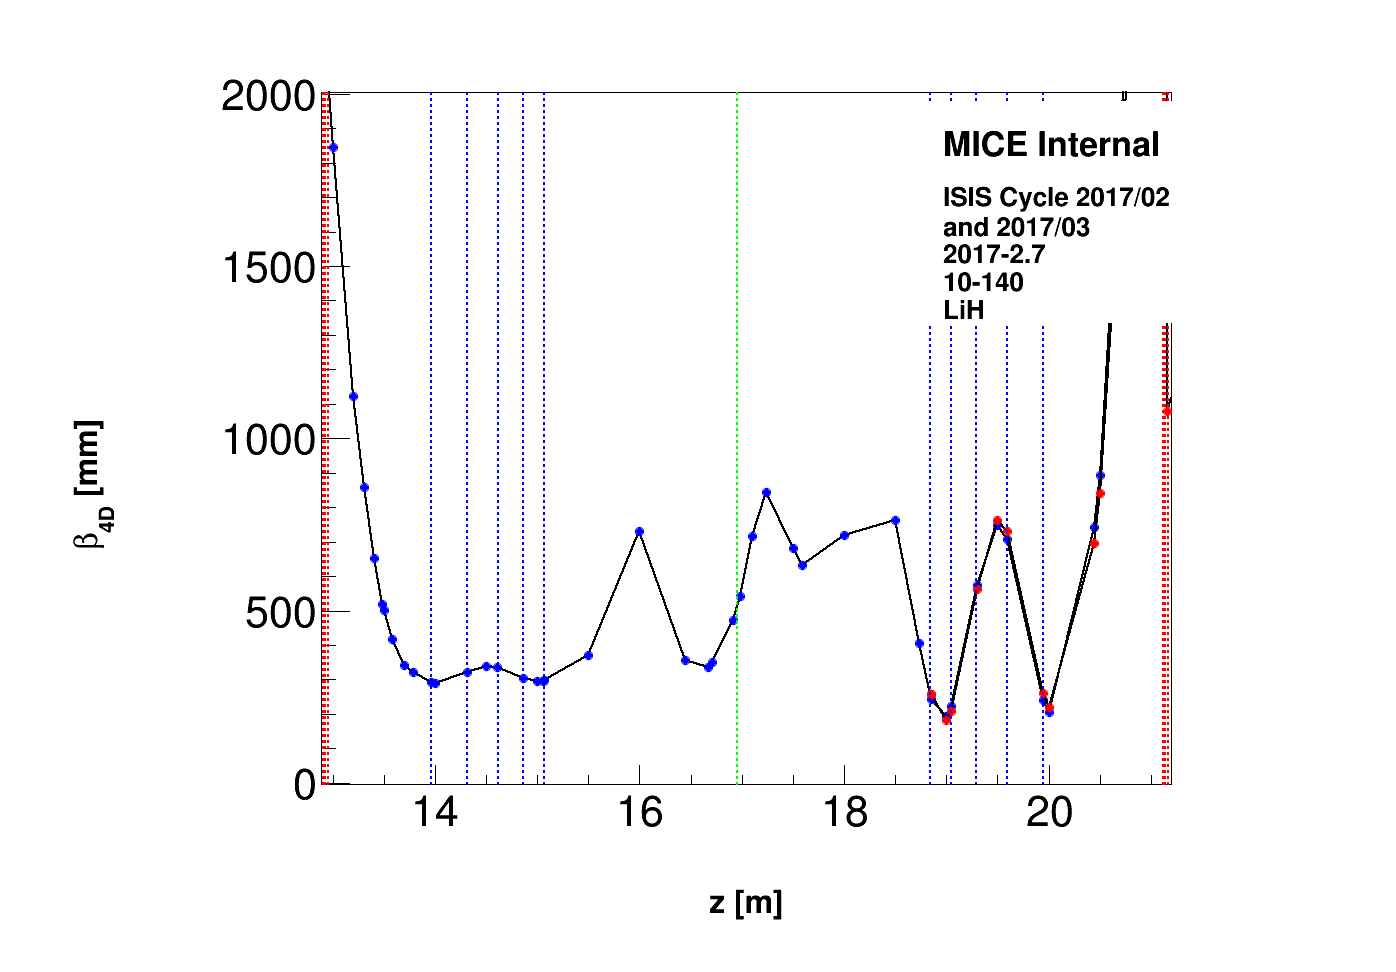 2000
1500
1000
500
0
β4D [mm]
MICE Internal
ISIS Cycle 2017/02
and 2017/03
2017-2.7
10-140
LiH
14 16 18 20
z [m]